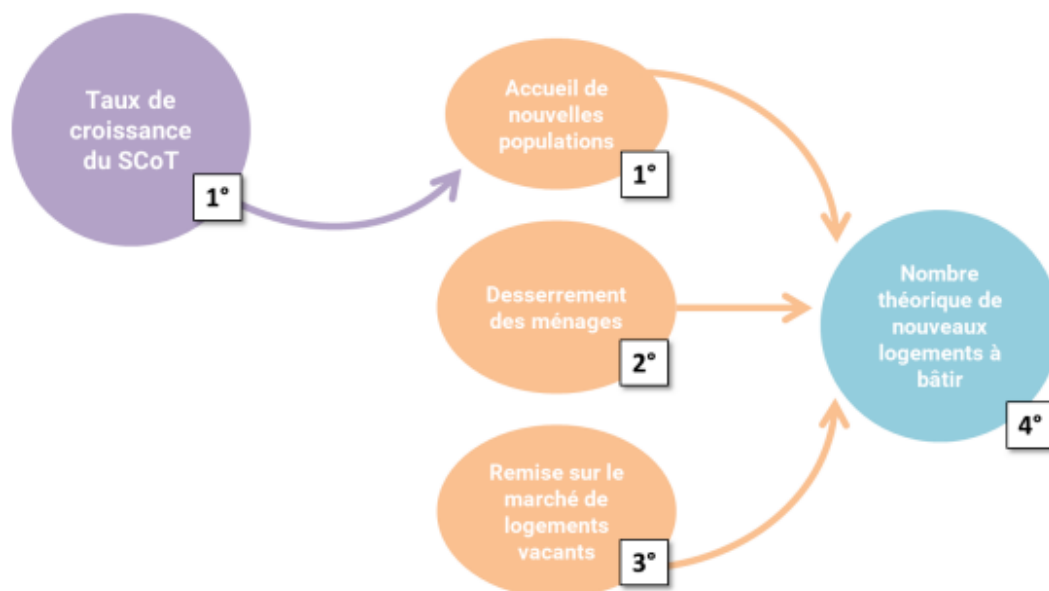 Taux de
croissance
du SCoT
1°
Accueil de
nouvelles
populations
1°
Desserrement
des ménages
2°
Remise sur le
marché de
logements
vacants
3°
Nombre
théorique de
nouveaux
logements à
bâtir
4°